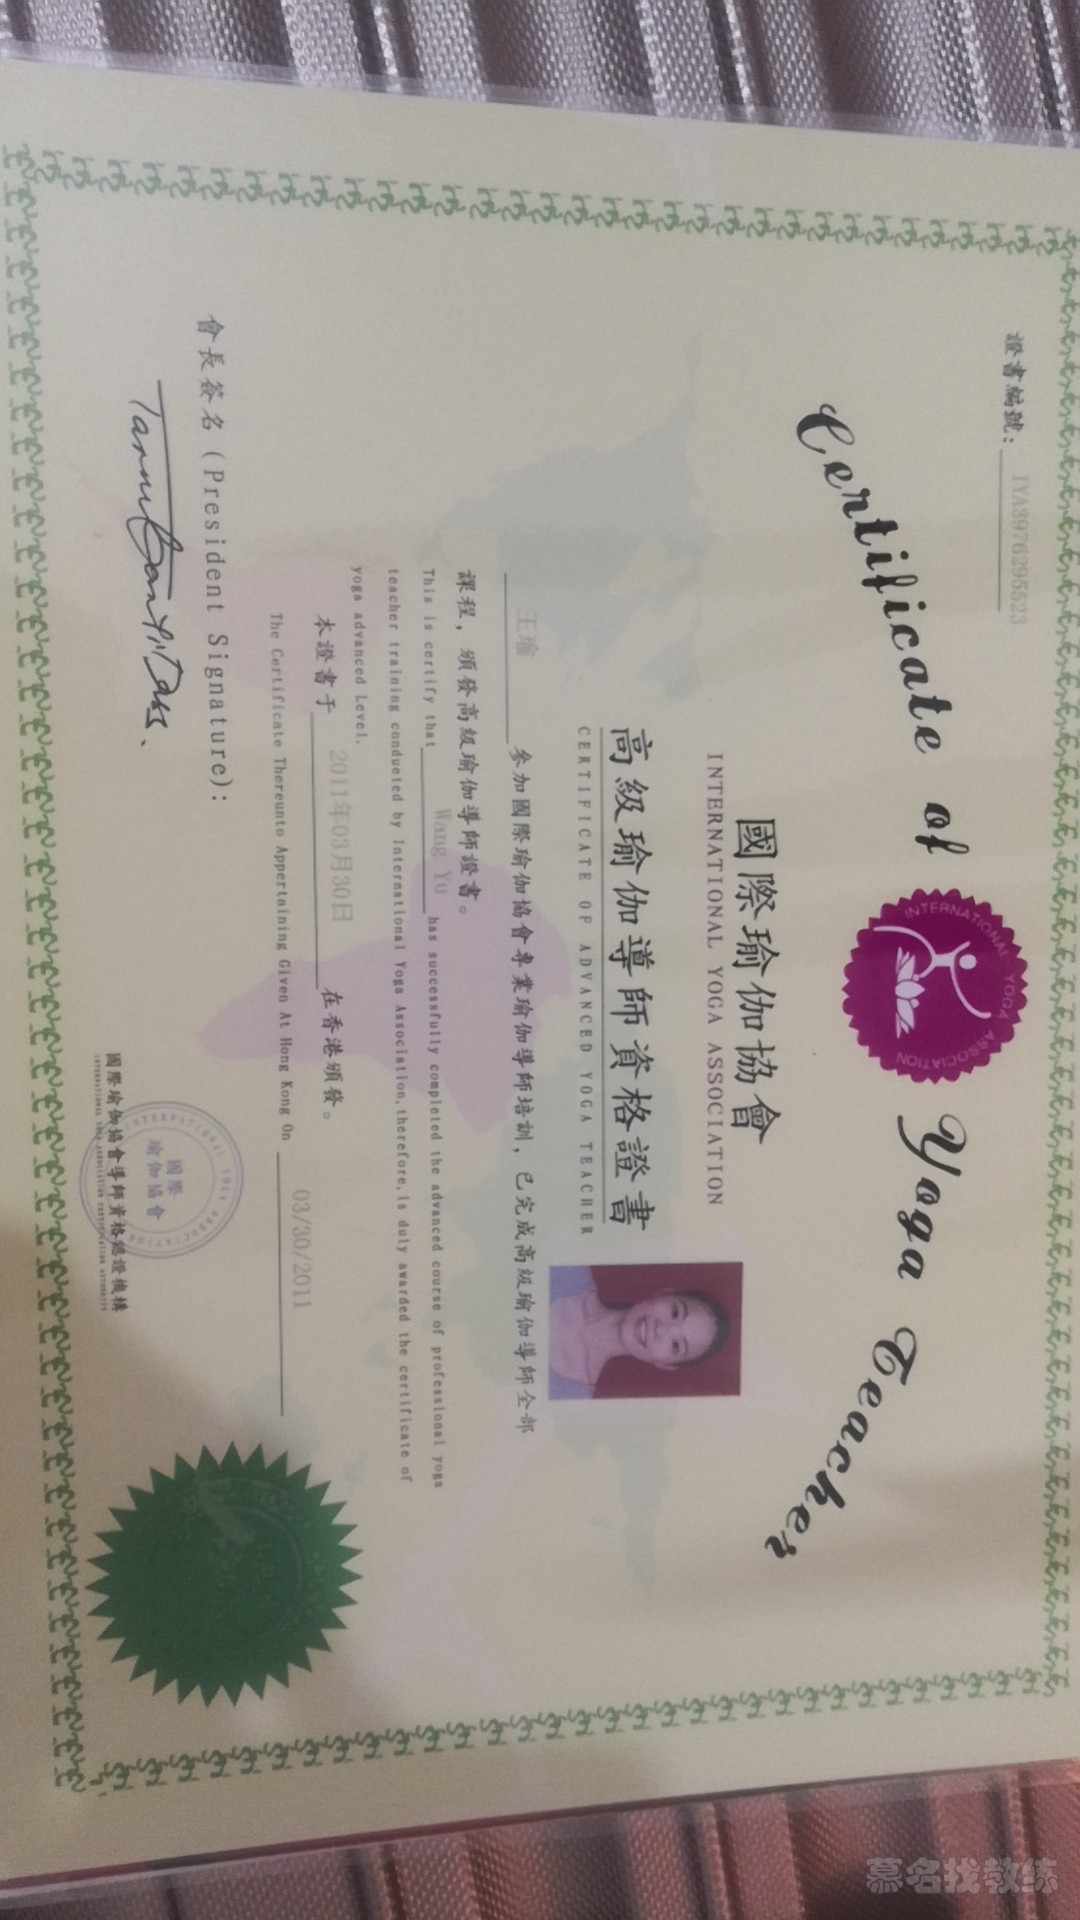 證書編號：IYA3976295523
Certificate of Yoga Teacher
INTERNATIONAL YOGA ASSOCIATION
國際瑜伽協會
INTERNATIONAL YOGA ASSOCIATION
高級瑜伽導師資格證書
CERTIFICATE OF ADVANCED YOGA TEACHER
王瑜 參加國際瑜伽協會專業瑜伽導師培訓，已完成高級瑜伽導師全部
課程，頒發高級瑜伽導師證書。
This is certify that Wang Yu has successfully completed the advanced course of professional yoga
teacher training conducted by International Yoga Association, therefore, is duly awarded the certificate of
yoga advanced Level.
本證書于 2011年03月30日 在香港頒發。
The Certificate Thereunto Appertaining Given At Hong Kong On 03/30/2011
會長簽名（President Signature）：
INTERNATIONAL YOGA ASSOCIATION
國際
瑜伽協會
國際瑜伽協會導師資格認證機構
INTERNATIONAL YOGA ASSOCIATION CERTIFICATION AUTHORITY
慕名找教练